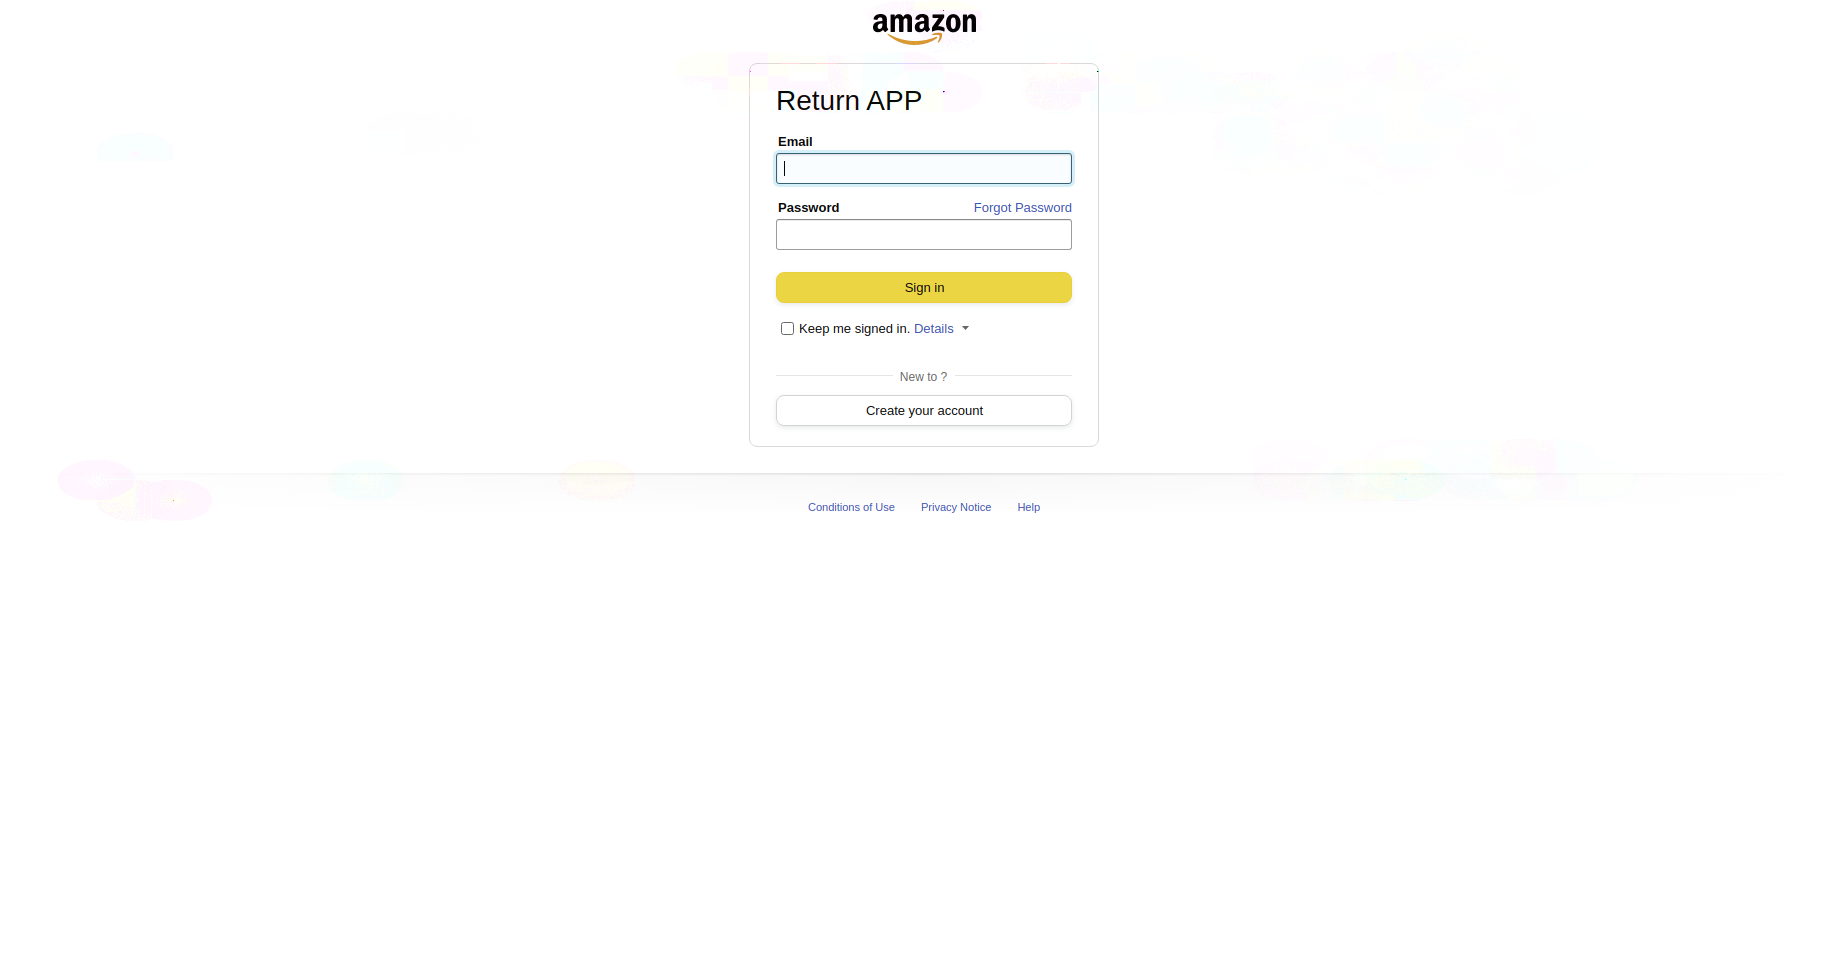 amazon
Return APP
Email
Password Forgot Password
Sign in
Keep me signed in. Details
New to ?
Create your account
Conditions of Use Privacy Notice Help